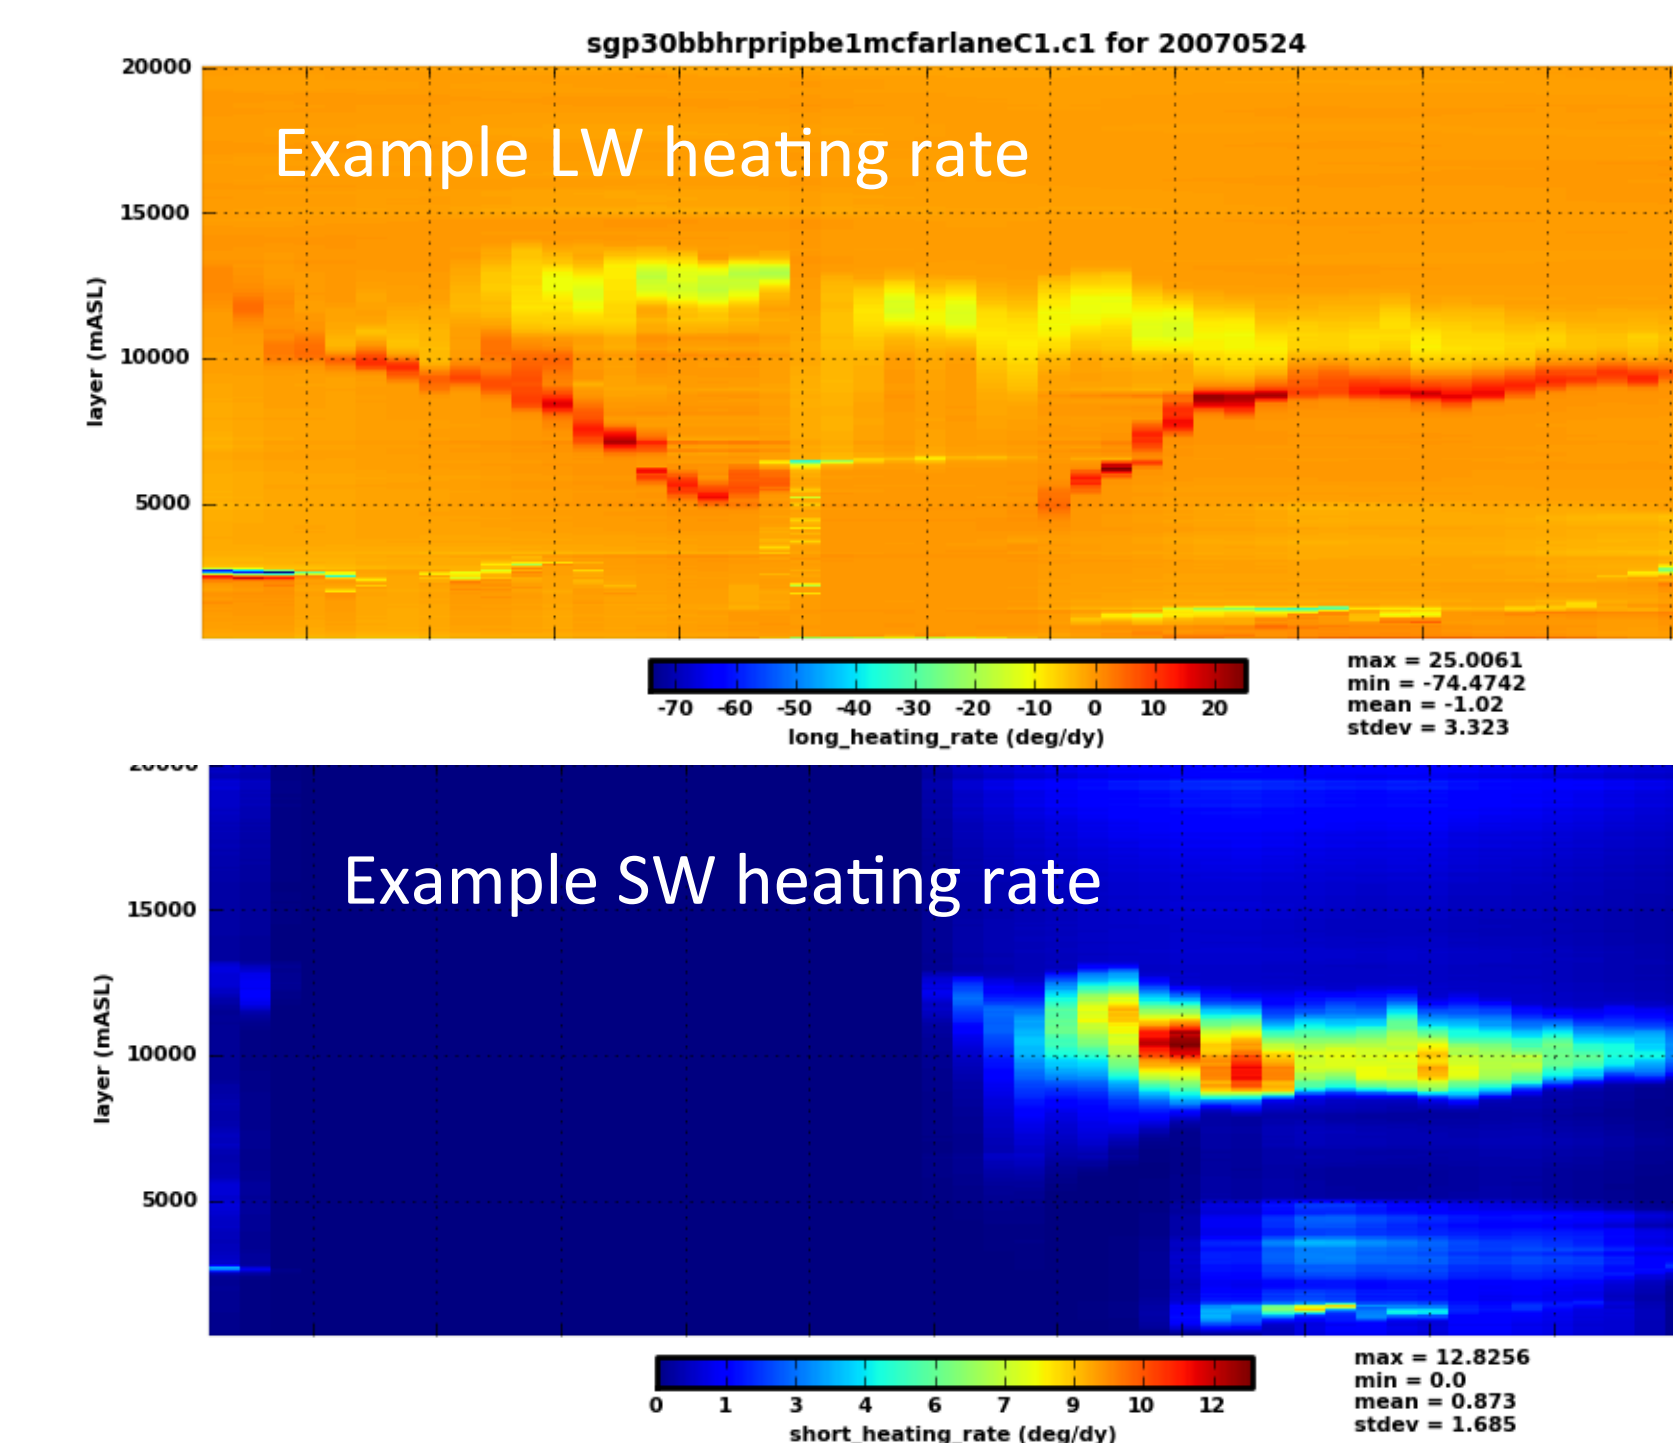 sgp30bbhrpripbe1mcfarlaneC1.c1 for 20070524
20000
Example LW heating rate
15000
layer (mASL)
10000
5000
max = 25.0061
min = -74.4742
mean = -1.02
stdev = 3.323
-70 -60 -50 -40 -30 -20 -10 0 10 20
long_heating_rate (deg/dy)
20000
Example SW heating rate
15000
layer (mASL)
10000
5000
max = 12.8256
min = 0.0
mean = 0.873
stdev = 1.685
0 1 3 4 6 7 9 10 12
short_heating_rate (deg/dy)